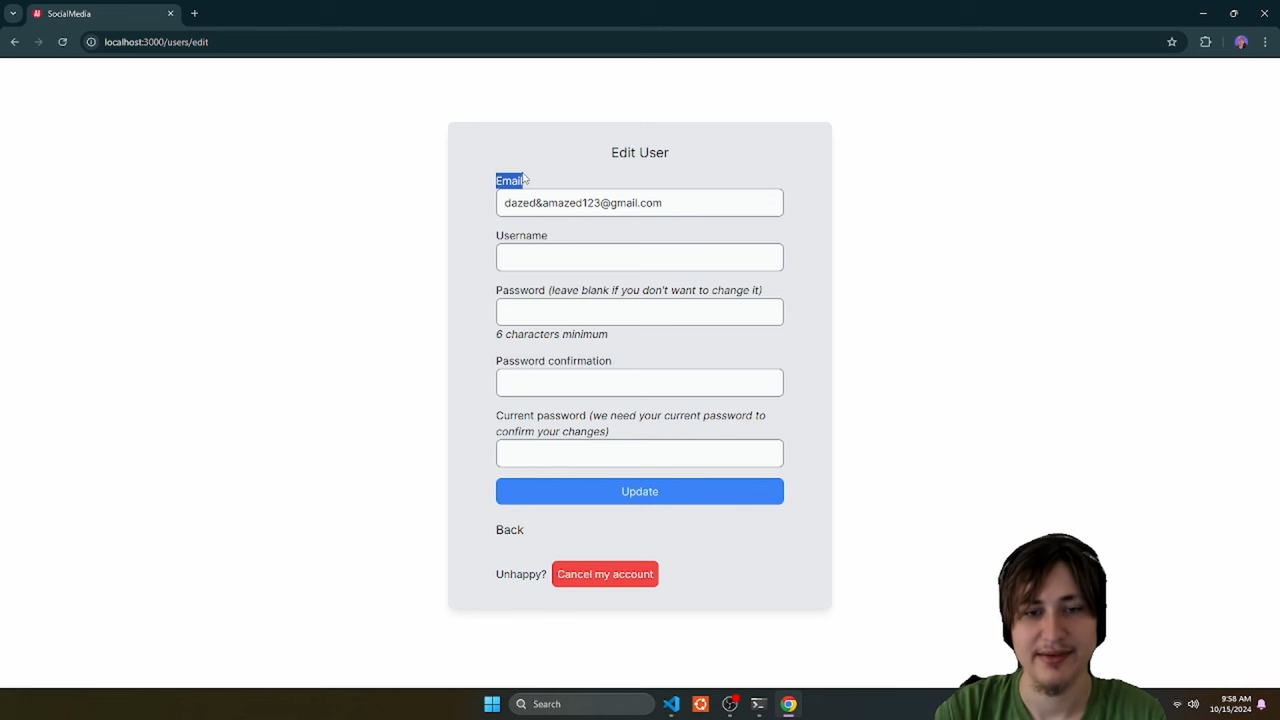 SocialMedia
localhost:3000/users/edit
Edit User
Email
dazed&amazed123@gmail.com
Username
Password (leave blank if you don't want to change it)
6 characters minimum
Password confirmation
Current password (we need your current password to
confirm your changes)
Update
Back
Unhappy? Cancel my account
Search
9:58 AM
10/15/2024